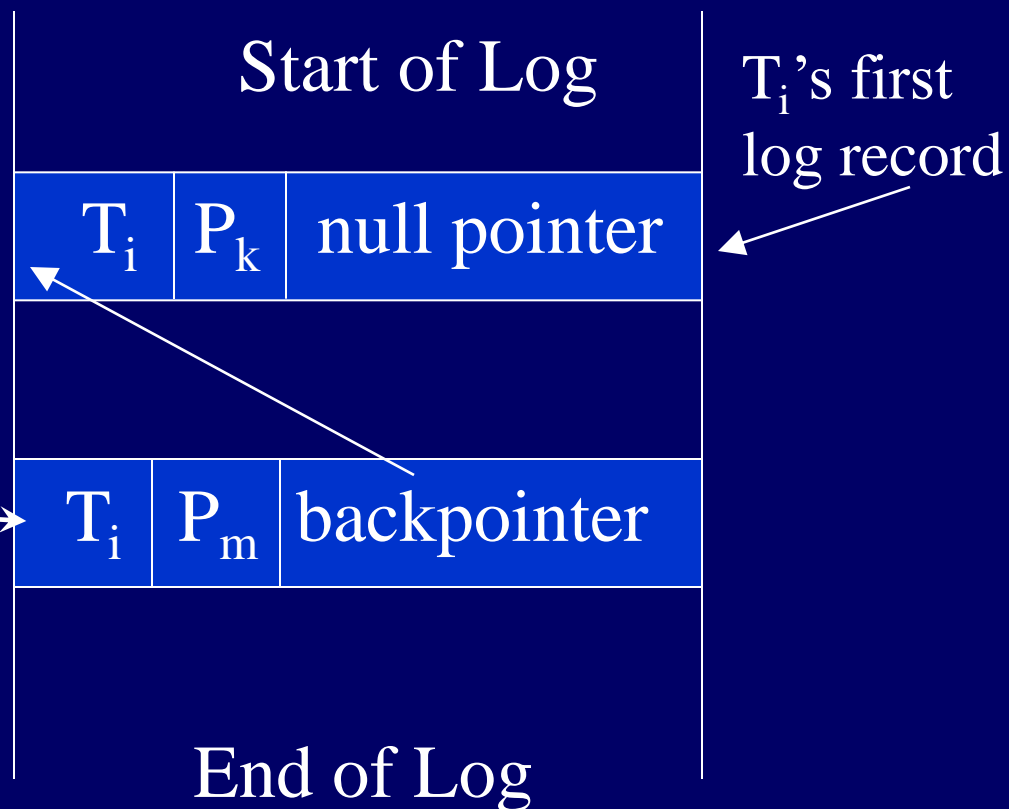 Start of Log
Tᵢ’s first
log record
Tᵢ Pₖ null pointer
Tᵢ Pₘ backpointer
End of Log